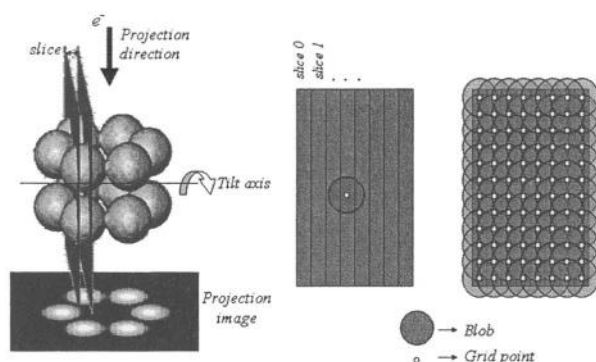 e-
Projection
direction
slice
Tilt axis
Projection
image
slice 0
slice 1
. . .
Blob
Grid point